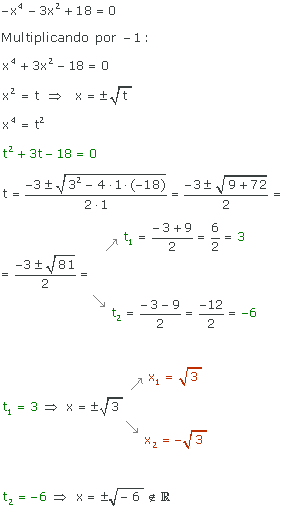 −x⁴ − 3x² + 18 = 0
Multiplicando por −1 :
x⁴ + 3x² − 18 = 0
x² = t ⇒ x = ±√t
x⁴ = t²
t² + 3t − 18 = 0
t = (−3 ± √(3² − 4 · 1 · (−18))) / (2 · 1) = (−3 ± √(9 + 72)) / 2 =
↗ t₁ = (−3 + 9) / 2 = 6 / 2 = 3
= (−3 ± √81) / 2 =
↘ t₂ = (−3 − 9) / 2 = −12 / 2 = −6
↗ x₁ = √3
t₁ = 3 ⇒ x = ±√3
↘ x₂ = −√3
t₂ = −6 ⇒ x = ±√−6 ∉ ℝ